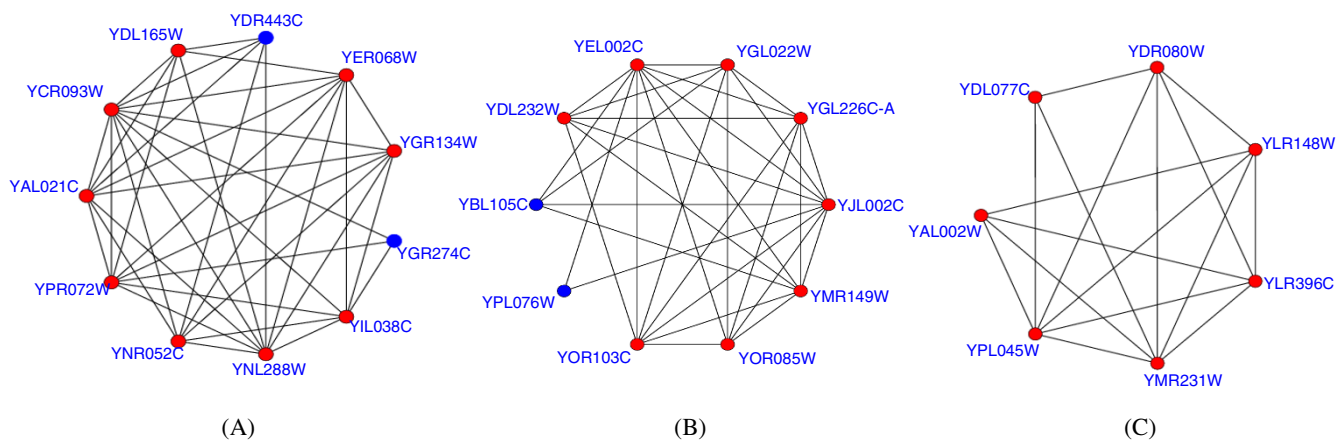 YDR443C
YDL165W
YER068W
YCR093W
YGR134W
YAL021C
YGR274C
YPR072W
YIL038C
YNR052C
YNL288W
(A)
YEL002C
YGL022W
YDL232W
YGL226C-A
YBL105C
YJL002C
YPL076W
YMR149W
YOR103C
YOR085W
(B)
YDR080W
YDL077C
YLR148W
YAL002W
YLR396C
YPL045W
YMR231W
(C)